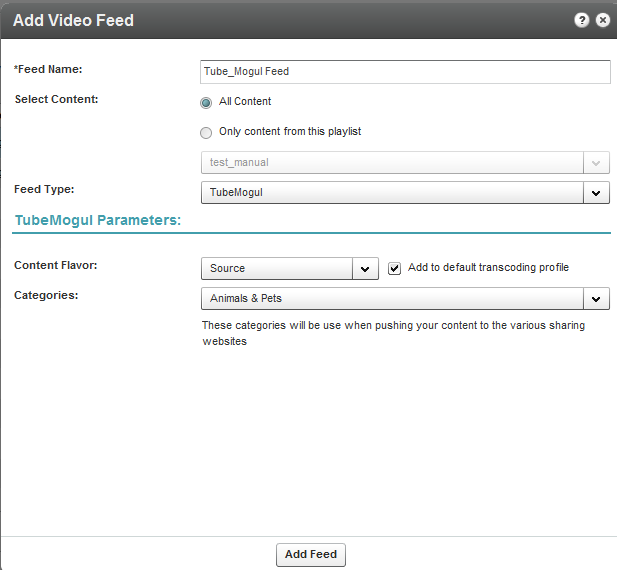 Add Video Feed
*Feed Name:
Tube_Mogul Feed
Select Content:
All Content
Only content from this playlist
test_manual
Feed Type:
TubeMogul
TubeMogul Parameters:
Content Flavor:
Source
Add to default transcoding profile
Categories:
Animals & Pets
These categories will be use when pushing your content to the various sharing
websites
Add Feed